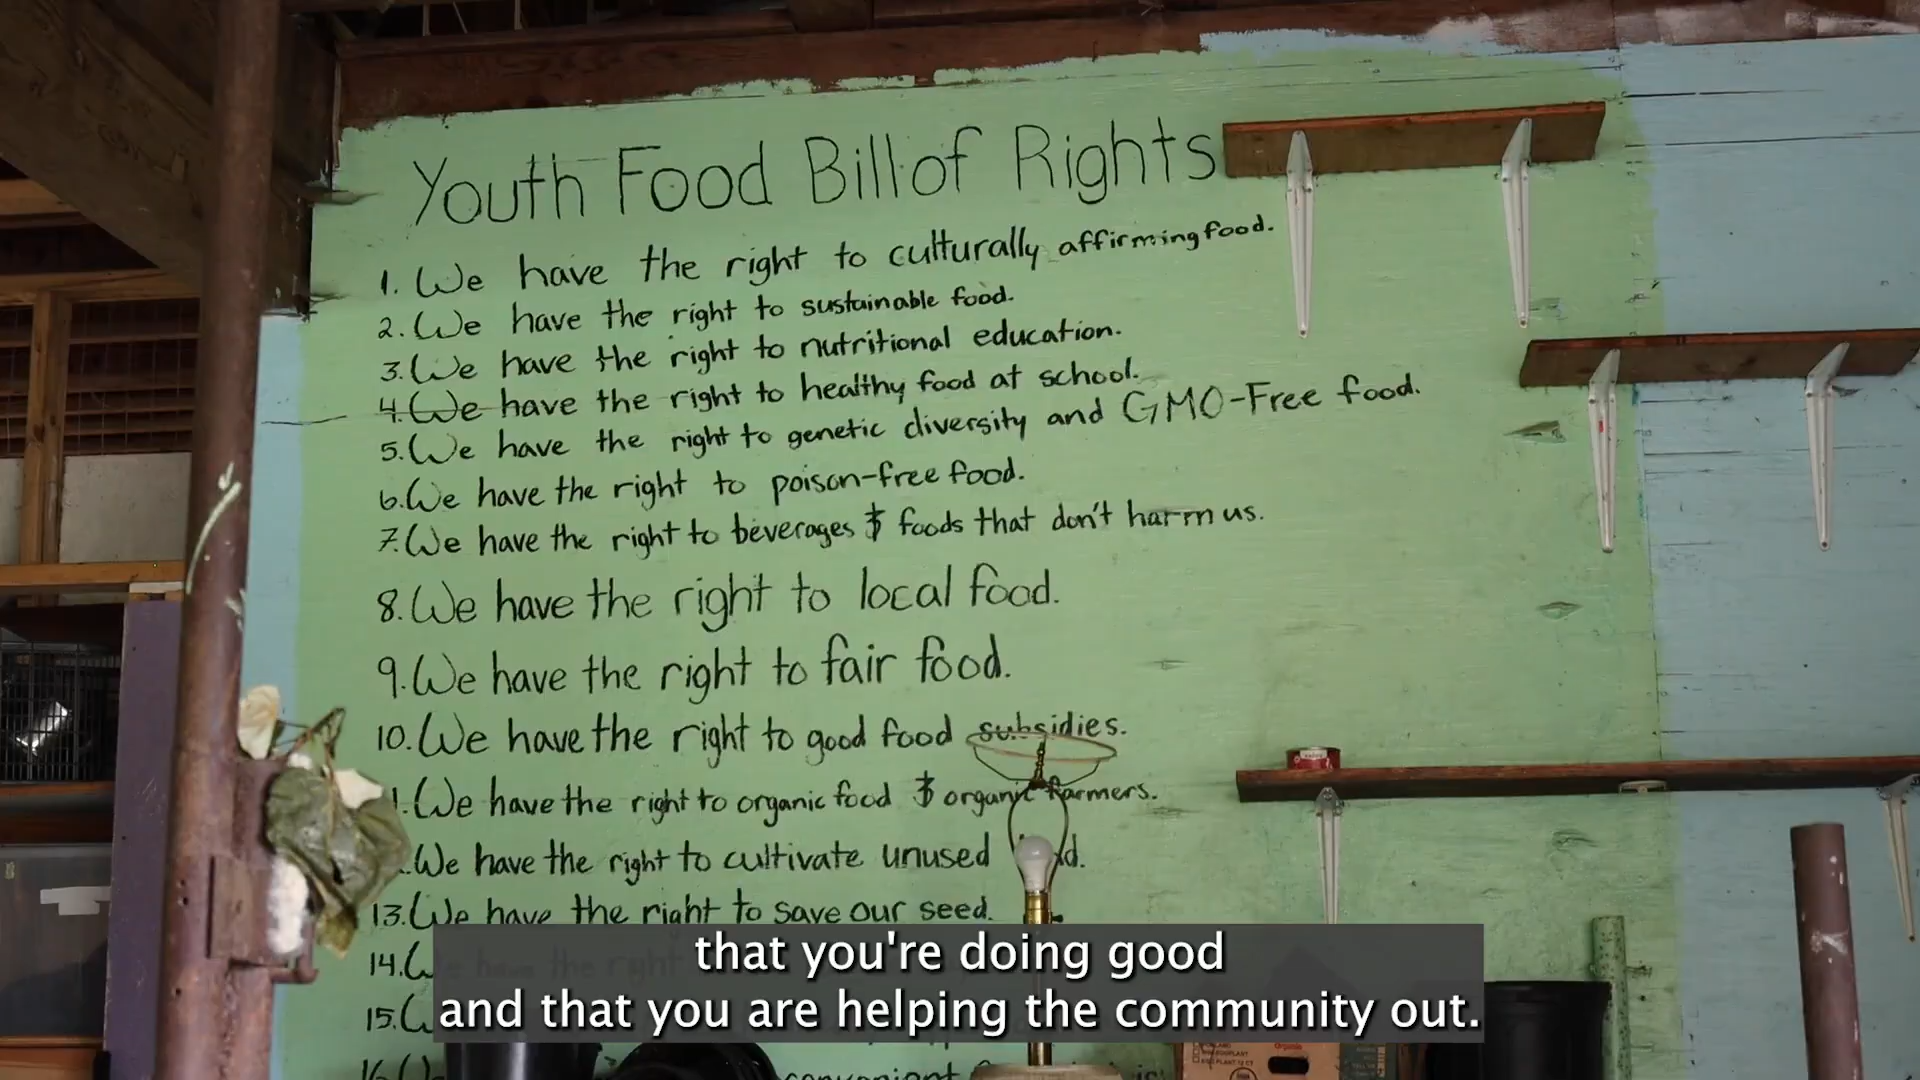 Youth Food Bill of Rights
1. We have the right to culturally affirming food.
2. We have the right to sustainable food.
3. We have the right to nutritional education.
4. We have the right to healthy food at school.
5. We have the right to genetic diversity and GMO-Free food.
6. We have the right to poison-free food.
7. We have the right to beverages & foods that don't harm us.
8. We have the right to local food.
9. We have the right to fair food.
10. We have the right to good food subsidies.
We have the right to organic food & organic farmers.
We have the right to cultivate unused
13. We have the right to save our seed.
14. We have the right
15.
16.
convenient
that you're doing good
and that you are helping the community out.